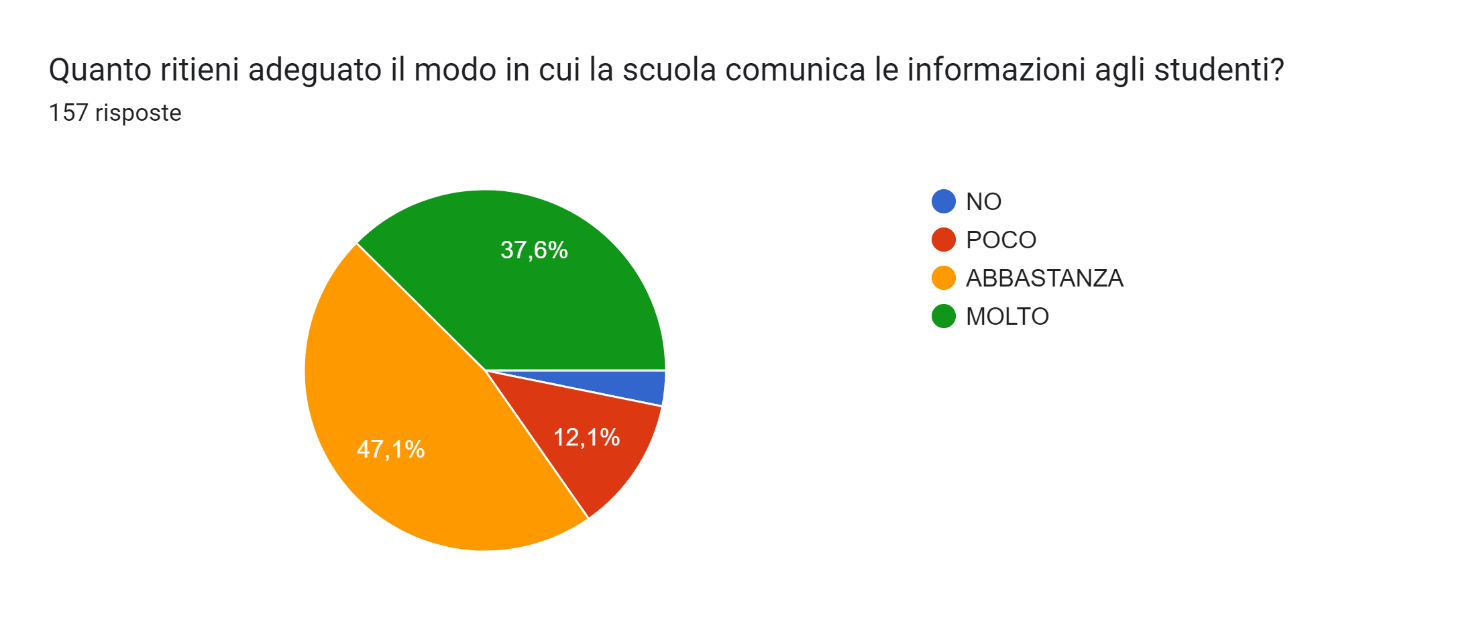 Quanto ritieni adeguato il modo in cui la scuola comunica le informazioni agli studenti?
157 risposte
37,6%
47,1%
12,1%
NO
POCO
ABBASTANZA
MOLTO